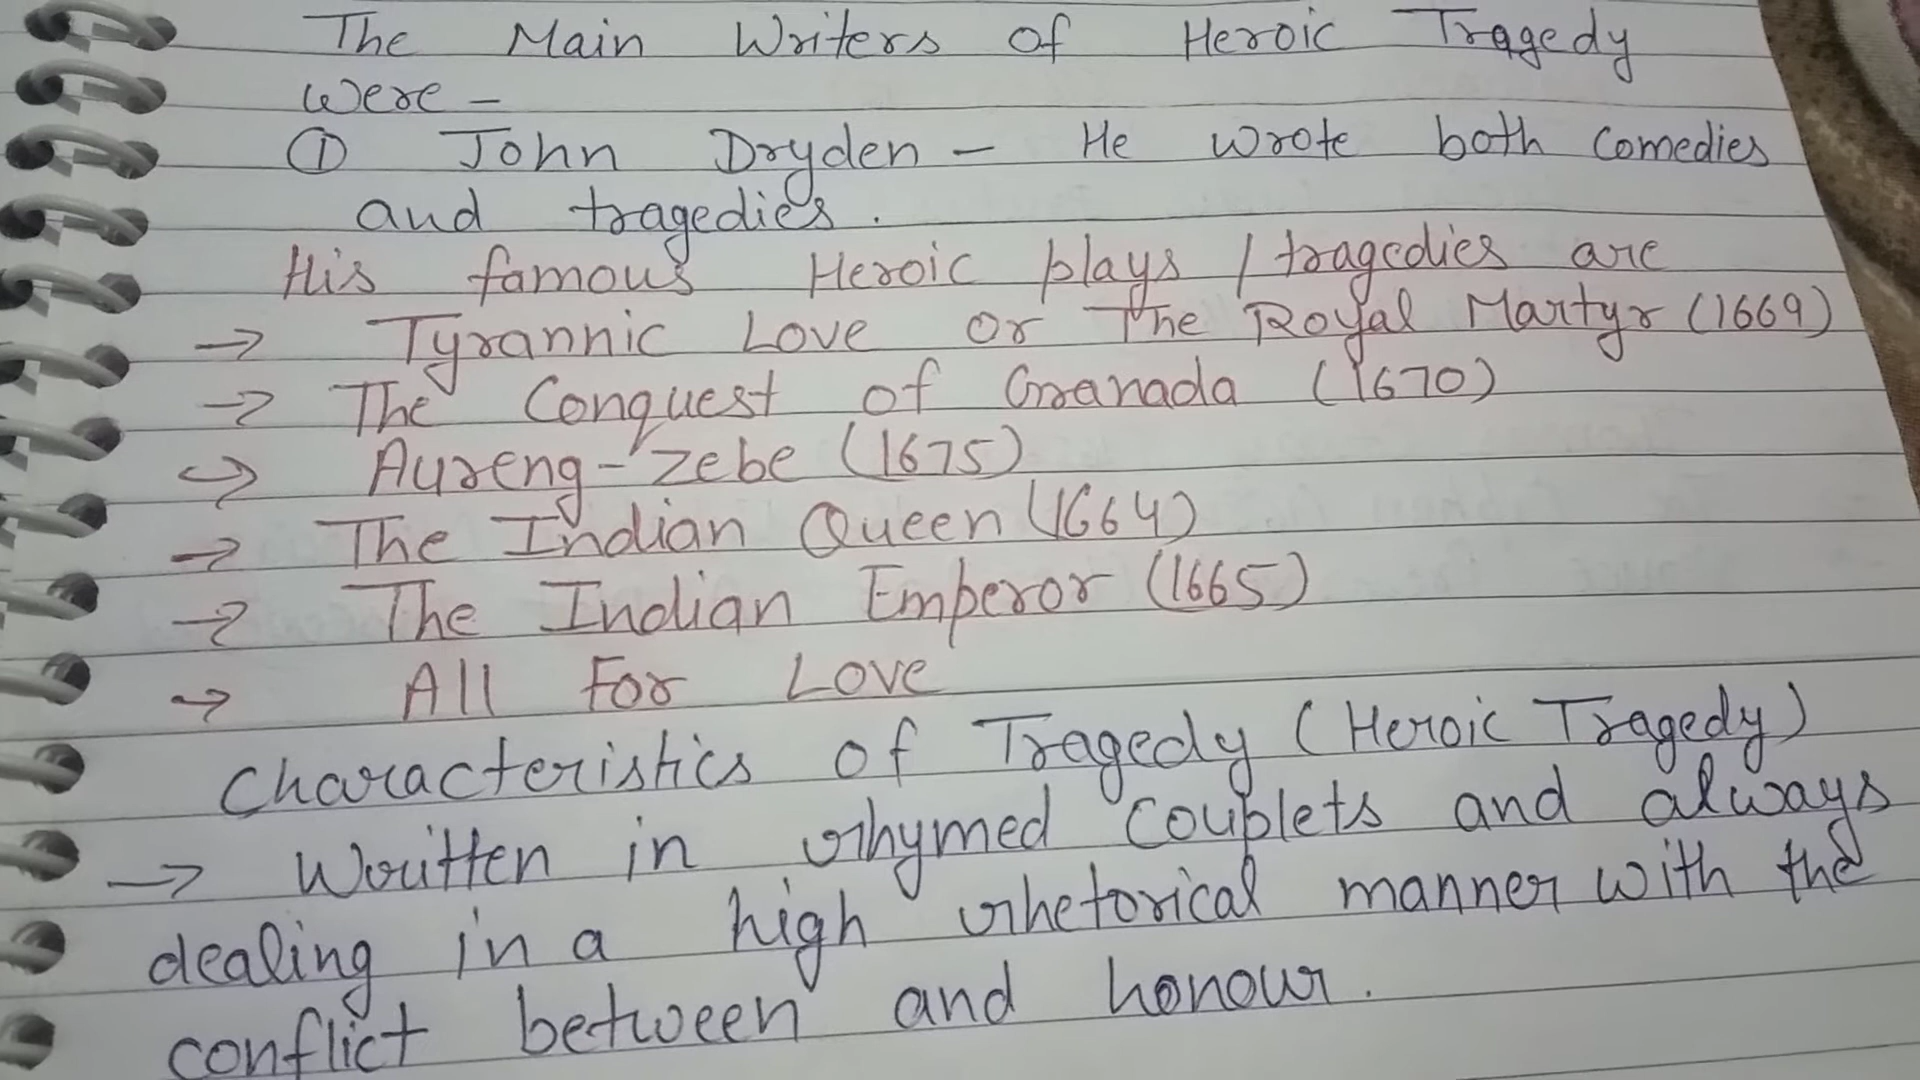 The Main Writers of Heroic Tragedy
were -
① John Dryden - He wrote both comedies
and tragedies.
His famous Heroic plays / tragedies are
→ Tyrannic Love or The Royal Martyr (1669)
→ The Conquest of Granada (1670)
→ Aureng-Zebe (1675)
→ The Indian Queen (1664)
→ The Indian Emperor (1665)
→ All For Love
Characteristics of Tragedy (Heroic Tragedy)
→ Written in rhymed couplets and always
dealing in a high rhetorical manner with the
conflict between and honour.